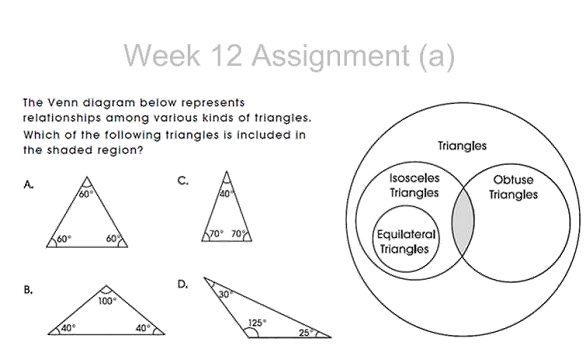 Week 12 Assignment (a)
The Venn diagram below represents
relationships among various kinds of triangles.
Which of the following triangles is included in
the shaded region?
A.
60°
60°
60°
C.
40°
70° 70°
B.
100°
40°
40°
D.
30°
125°
25°
Triangles
Isosceles
Triangles
Obtuse
Triangles
Equilateral
Triangles